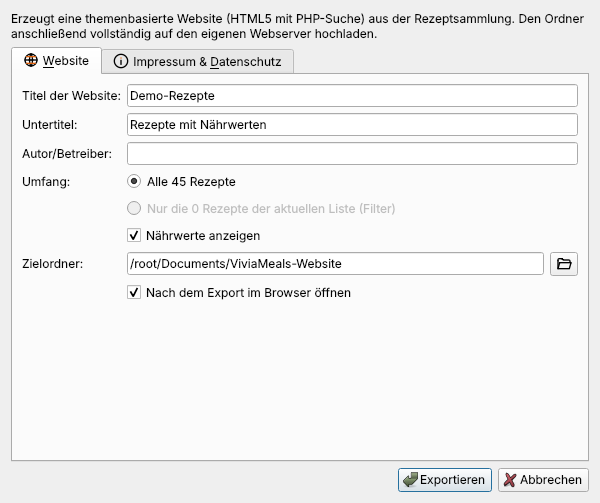 Erzeugt eine themenbasierte Website (HTML5 mit PHP-Suche) aus der Rezeptsammlung. Den Ordner
anschließend vollständig auf den eigenen Webserver hochladen.
Website
Impressum & Datenschutz
Titel der Website: Demo-Rezepte
Untertitel: Rezepte mit Nährwerten
Autor/Betreiber:
Umfang: Alle 45 Rezepte
Nur die 0 Rezepte der aktuellen Liste (Filter)
Nährwerte anzeigen
Zielordner: /root/Documents/ViviaMeals-Website
Nach dem Export im Browser öffnen
Exportieren
Abbrechen